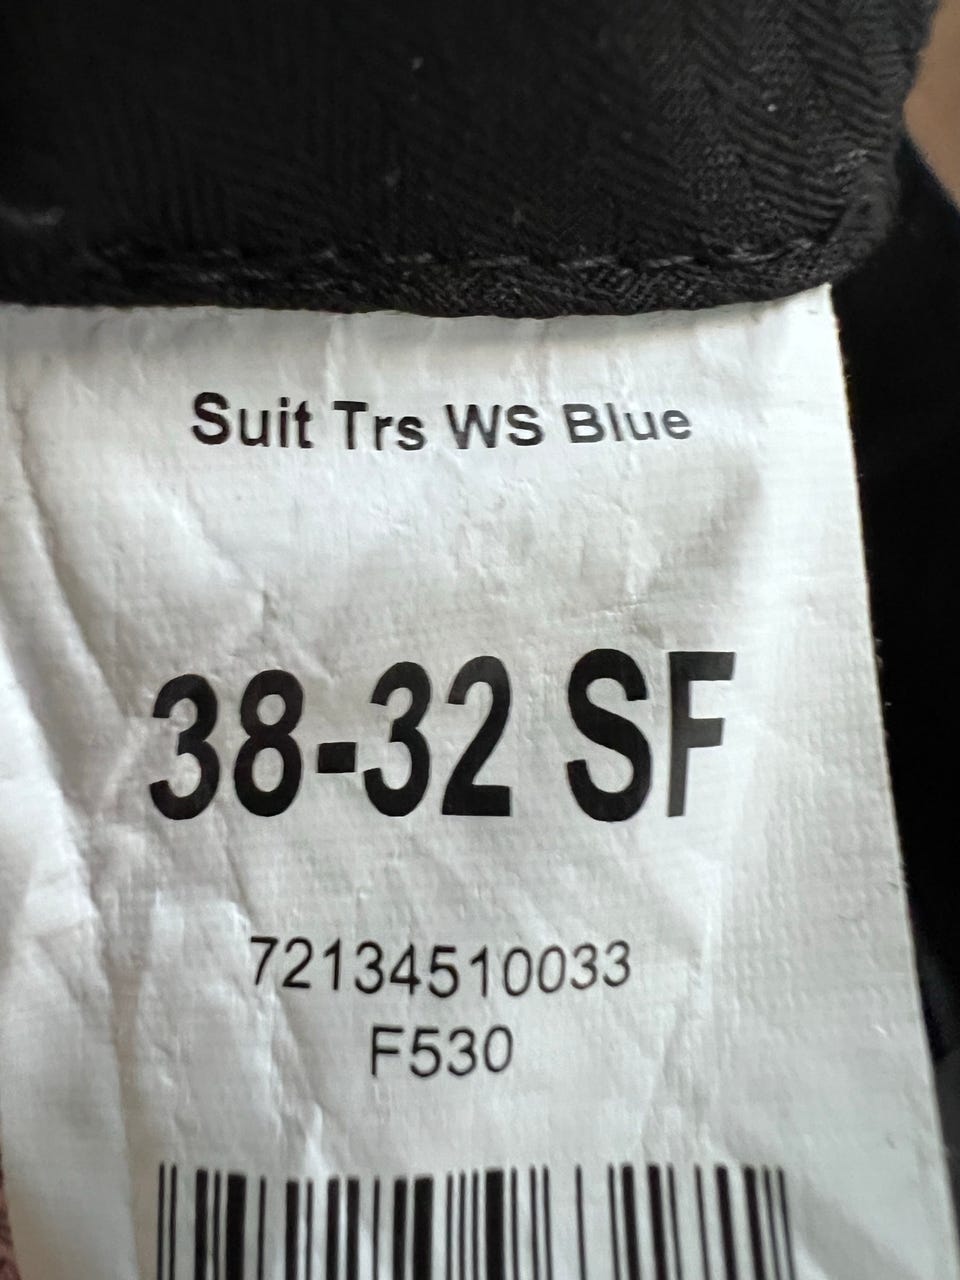 Suit Trs WS Blue
38-32 SF
72134510033
F530